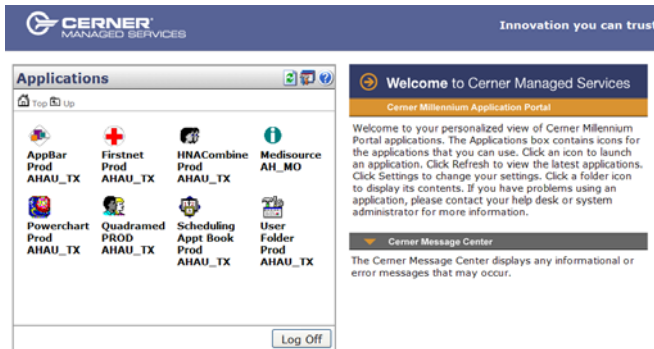 CERNER
MANAGED SERVICES
Innovation you can trust
Applications
Top Up
AppBar
Prod
AHAU_TX
Firstnet
Prod
AHAU_TX
HNACombine
Prod
AHAU_TX
Medisource
AH_MO
Powerchart
Prod
AHAU_TX
Quadramed
PROD
AHAU_TX
Scheduling
Appt Book
Prod
AHAU_TX
User
Folder
Prod
AHAU_TX
Log Off
Welcome to Cerner Managed Services
Cerner Millennium Application Portal
Welcome to your personalized view of Cerner Millennium
Portal applications. The Applications box contains icons for
the applications that you can use. Click an icon to launch
an application. Click Refresh to view the latest applications.
Click Settings to change your settings. Click a folder icon
to display its contents. If you have problems using an
application, please contact your help desk or system
administrator for more information.
Cerner Message Center
The Cerner Message Center displays any informational or
error messages that may occur.